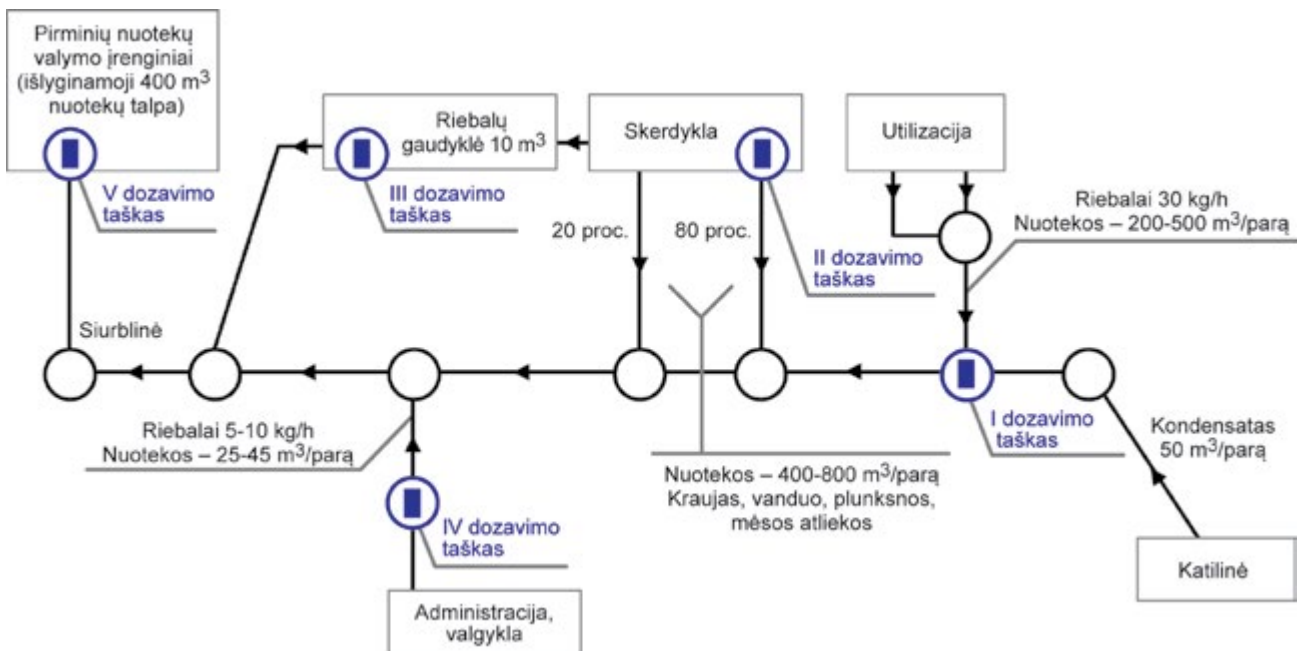 Pirminių nuotekų
valymo įrenginiai
(išlyginamoji 400 m³
nuotekų talpa)
V dozavimo
taškas
Riebalų
gaudyklė 10 m³
III dozavimo
taškas
Skerdykla
Utilizacija
20 proc.
80 proc.
II dozavimo
taškas
Riebalai 30 kg/h
Nuotekos – 200-500 m³/parą
Siurblinė
I dozavimo
taškas
Kondensatas
50 m³/parą
Riebalai 5-10 kg/h
Nuotekos – 25-45 m³/parą
Nuotekos – 400-800 m³/parą
Kraujas, vanduo, plunksnos,
mėsos atliekos
IV dozavimo
taškas
Katilinė
Administracija,
valgykla